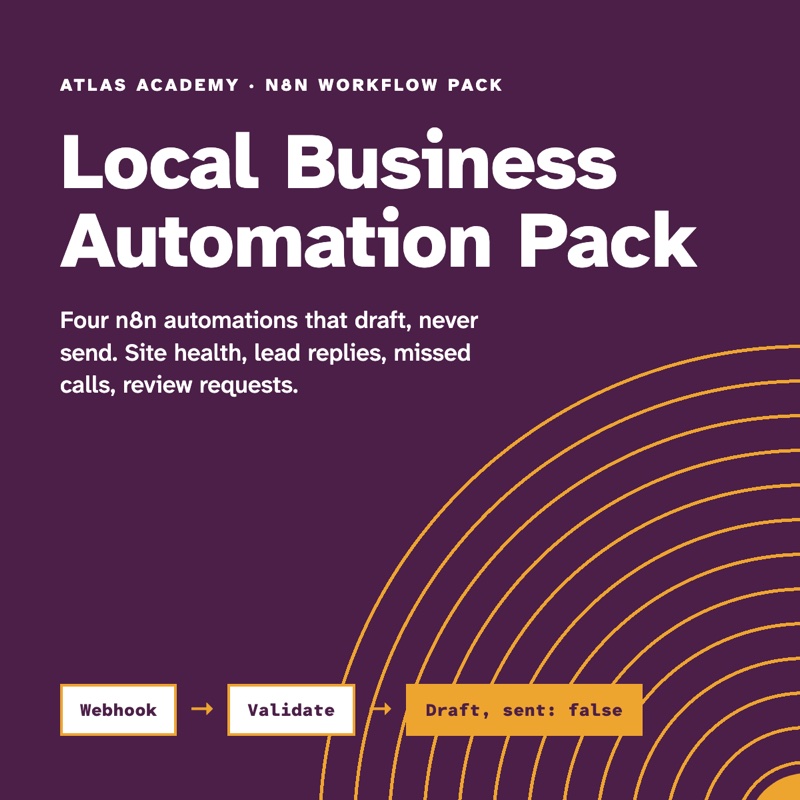 ATLAS ACADEMY · N8N WORKFLOW PACK
Local Business
Automation Pack
Four n8n automations that draft, never
send. Site health, lead replies, missed
calls, review requests.
Webhook → Validate → Draft, sent: false